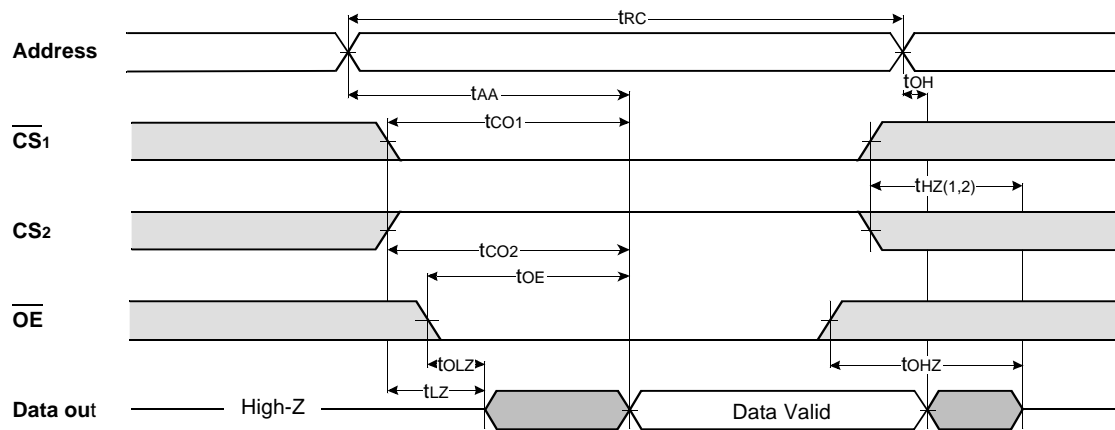 tRC
Address
tOH
tAA
tCO1
CS1
tHZ(1,2)
CS2
tCO2
tOE
OE
tOLZ
tOHZ
tLZ
Data out
High-Z
Data Valid